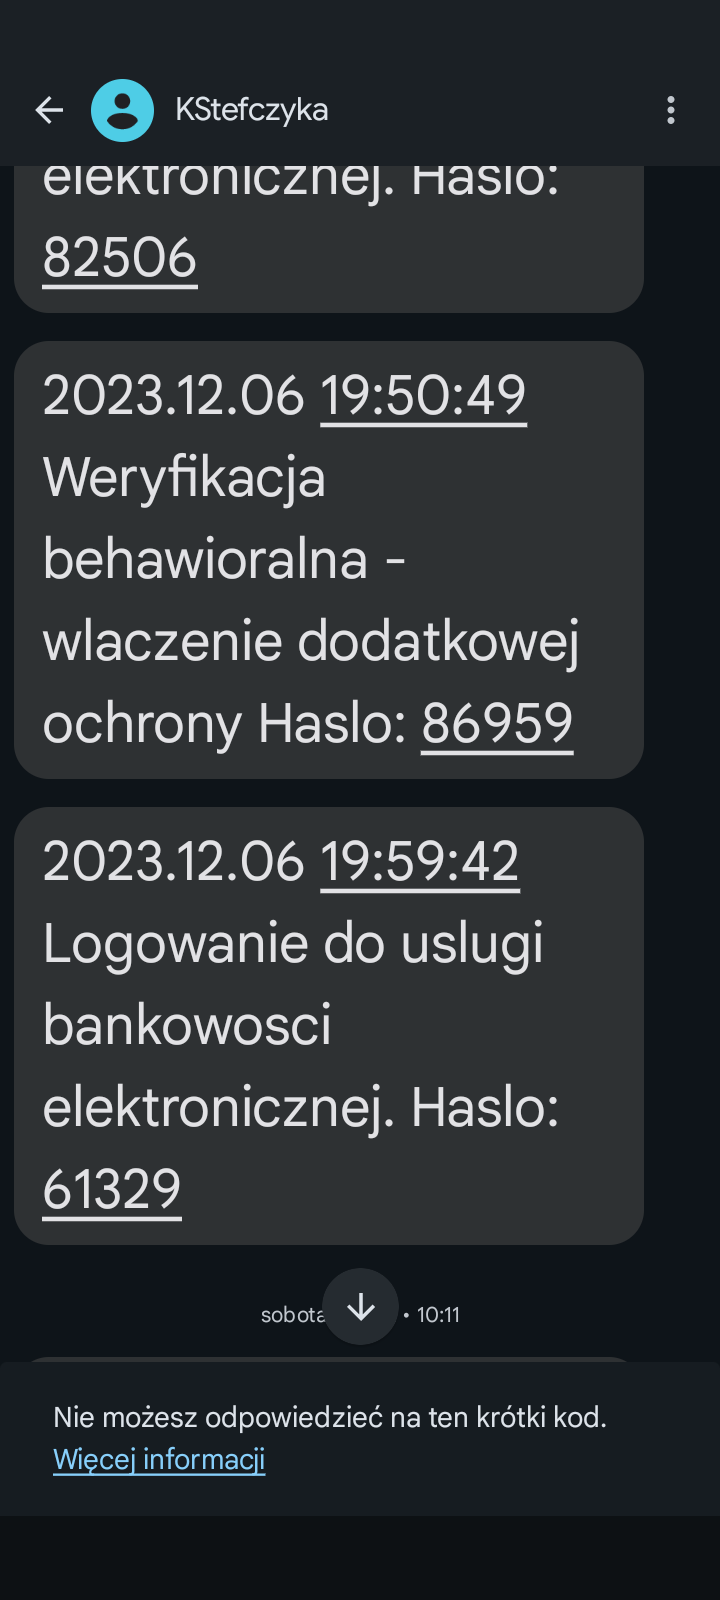 KStefczyka
elektronicznej. Haslo:
82506
2023.12.06 19:50:49
Weryfikacja
behawioralna -
wlaczenie dodatkowej
ochrony Haslo: 86959
2023.12.06 19:59:42
Logowanie do uslugi
bankowosci
elektronicznej. Haslo:
61329
sobota • 10:11
Nie możesz odpowiedzieć na ten krótki kod.
Więcej informacji